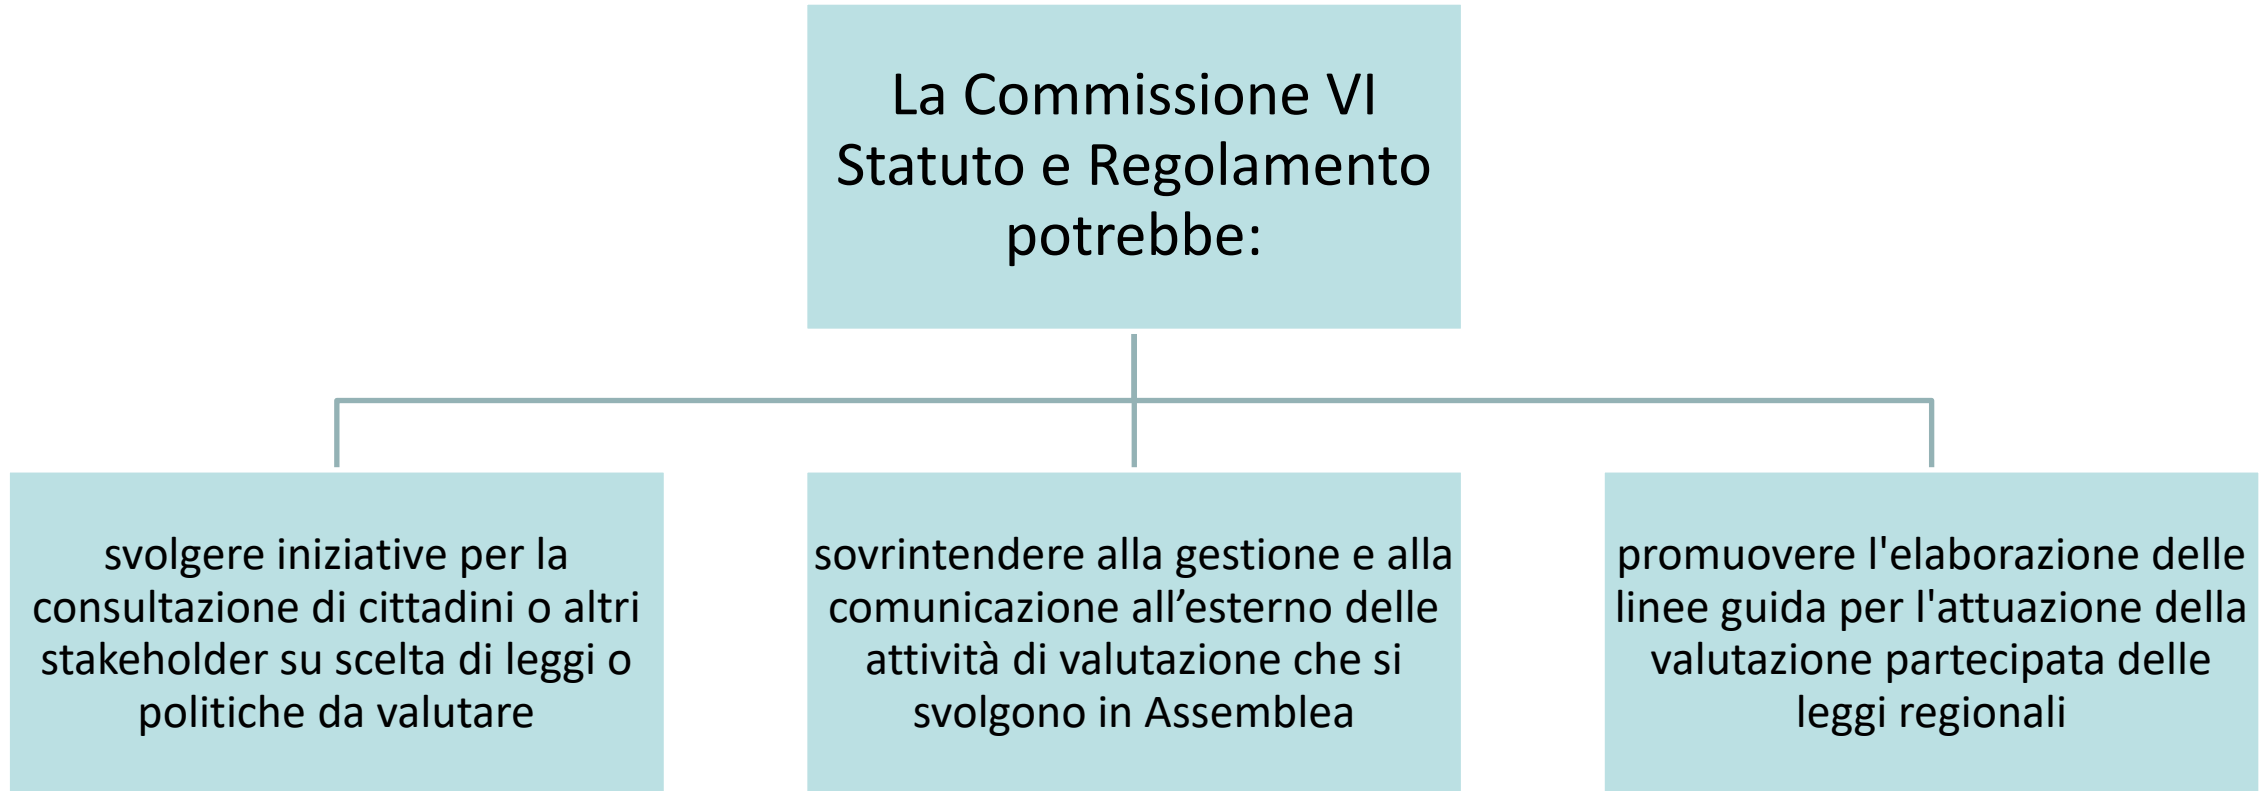 La Commissione VI
Statuto e Regolamento
potrebbe:
svolgere iniziative per la
consultazione di cittadini o altri
stakeholder su scelta di leggi o
politiche da valutare
sovrintendere alla gestione e alla
comunicazione all’esterno delle
attività di valutazione che si
svolgono in Assemblea
promuovere l'elaborazione delle
linee guida per l'attuazione della
valutazione partecipata delle
leggi regionali